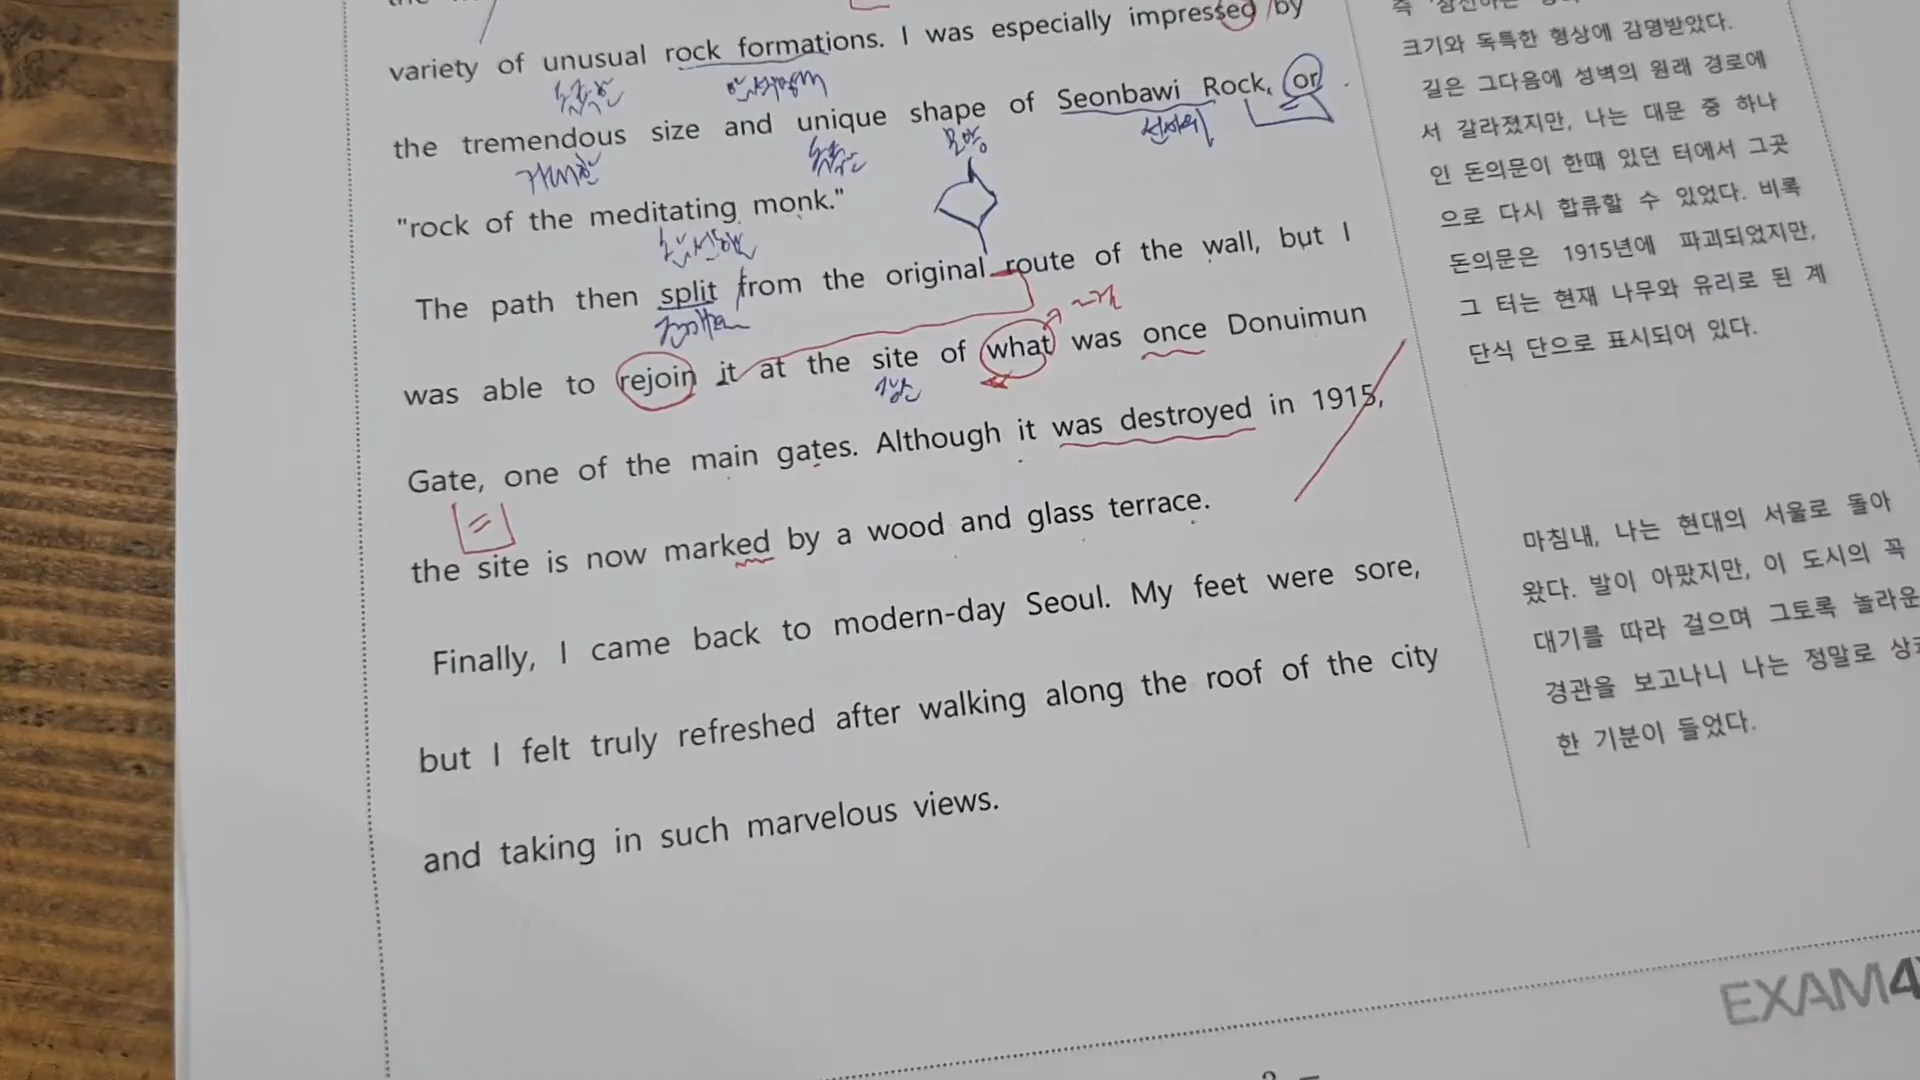 variety of unusual rock formations. I was especially impressed by
the tremendous size and unique shape of Seonbawi Rock, or
"rock of the meditating monk."
The path then split from the original route of the wall, but I
was able to rejoin it at the site of what was once Donuimun
Gate, one of the main gates. Although it was destroyed in 1915,
the site is now marked by a wood and glass terrace.
Finally, I came back to modern-day Seoul. My feet were sore,
but I felt truly refreshed after walking along the roof of the city
and taking in such marvelous views.
크기와 독특한 형상에 감명받았다.
길은 그다음에 성벽의 원래 경로에
서 갈라졌지만, 나는 대문 중 하나
인 돈의문이 한때 있던 터에서 그곳
으로 다시 합류할 수 있었다. 비록
돈의문은 1915년에 파괴되었지만,
그 터는 현재 나무와 유리로 된 계
단식 단으로 표시되어 있다.
마침내, 나는 현대의 서울로 돌아
왔다. 발이 아팠지만, 이 도시의 꼭
대기를 따라 걸으며 그토록 놀라운
경관을 보고나니 나는 정말로
한 기분이 들었다.
EXAM4